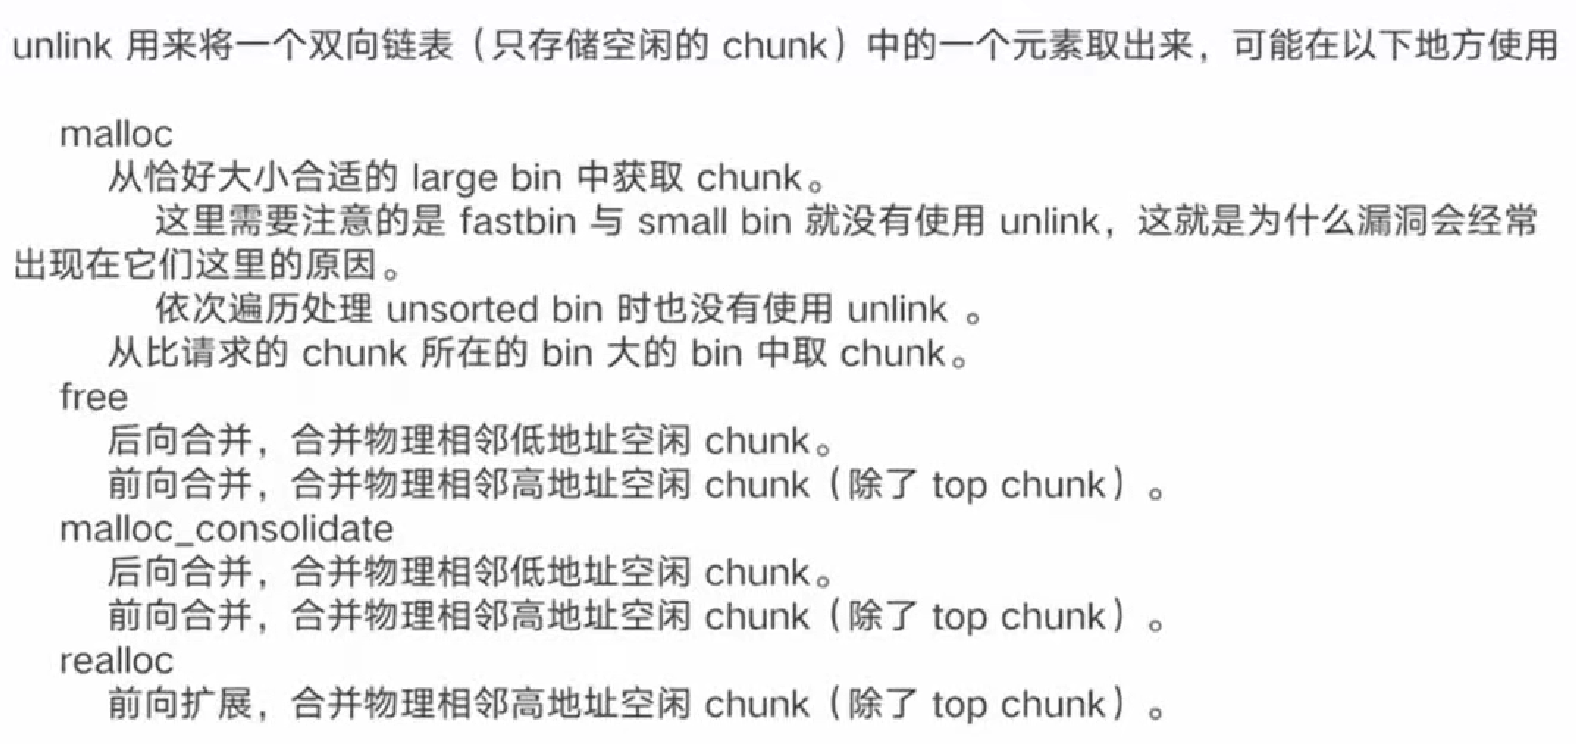 unlink 用来将一个双向链表（只存储空闲的 chunk）中的一个元素取出来，可能在以下地方使用
malloc
从恰好大小合适的 large bin 中获取 chunk。
这里需要注意的是 fastbin 与 small bin 就没有使用 unlink，这就是为什么漏洞会经常
出现在它们这里的原因。
依次遍历处理 unsorted bin 时也没有使用 unlink 。
从比请求的 chunk 所在的 bin 大的 bin 中取 chunk。
free
后向合并，合并物理相邻低地址空闲 chunk。
前向合并，合并物理相邻高地址空闲 chunk（除了 top chunk）。
malloc_consolidate
后向合并，合并物理相邻低地址空闲 chunk。
前向合并，合并物理相邻高地址空闲 chunk（除了 top chunk）。
realloc
前向扩展，合并物理相邻高地址空闲 chunk（除了 top chunk）。